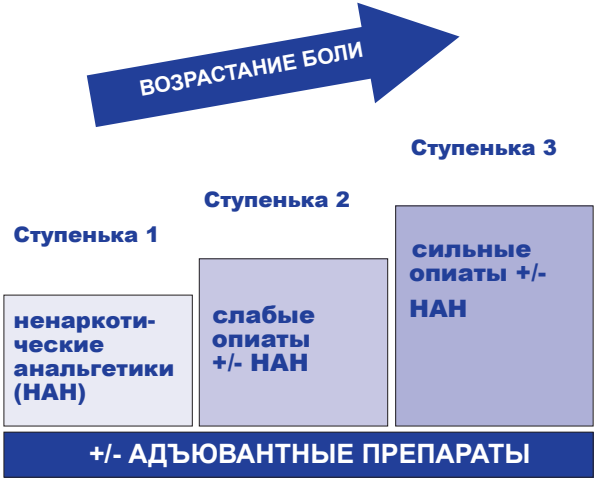 ВОЗРАСТАНИЕ БОЛИ
Ступенька 1
ненаркоти-
ческие
анальгетики
(НАН)
Ступенька 2
слабые
опиаты
+/- НАН
Ступенька 3
сильные
опиаты +/-
НАН
+/- АДЪЮВАНТНЫЕ ПРЕПАРАТЫ